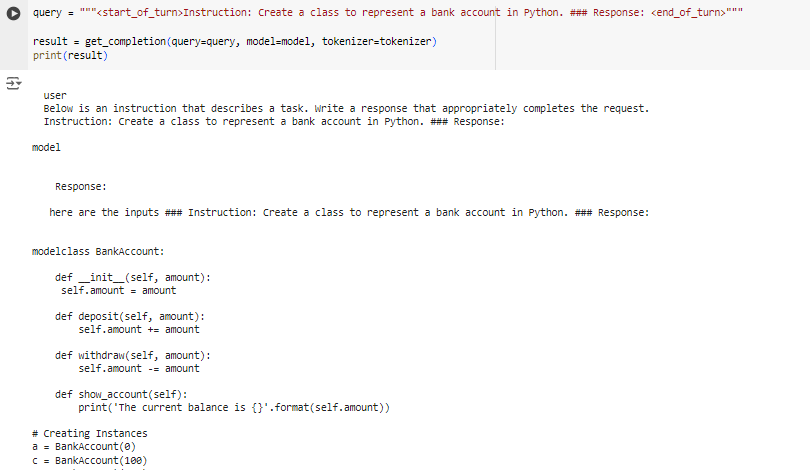 query = """<start_of_turn>Instruction: Create a class to represent a bank account in Python. ### Response: <end_of_turn>"""
result = get_completion(query=query, model=model, tokenizer=tokenizer)
print(result)
user
Below is an instruction that describes a task. Write a response that appropriately completes the request.
Instruction: Create a class to represent a bank account in Python. ### Response:
model
Response:
here are the inputs ### Instruction: Create a class to represent a bank account in Python. ### Response:
modelclass BankAccount:
def __init__(self, amount):
self.amount = amount
def deposit(self, amount):
self.amount += amount
def withdraw(self, amount):
self.amount -= amount
def show_account(self):
print('The current balance is {}'.format(self.amount))
# Creating Instances
a = BankAccount(0)
c = BankAccount(100)